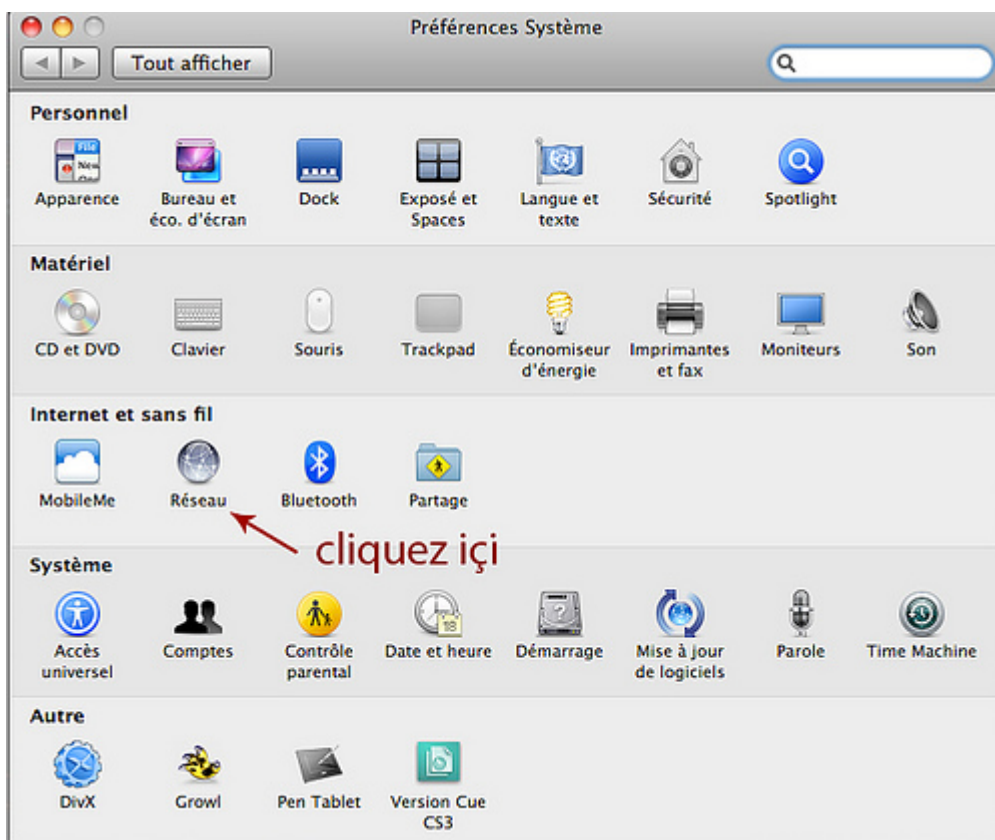 Préférences Système
Tout afficher
Personnel
Apparence
Bureau et
éco. d'écran
Dock
Exposé et
Spaces
Langue et
texte
Sécurité
Spotlight
Matériel
CD et DVD
Clavier
Souris
Trackpad
Économiseur
d'énergie
Imprimantes
et fax
Moniteurs
Son
Internet et sans fil
MobileMe
Réseau
Bluetooth
Partage
cliquez içi
Système
Accès
universel
Comptes
Contrôle
parental
Date et heure
Démarrage
Mise à jour
de logiciels
Parole
Time Machine
Autre
DivX
Growl
Pen Tablet
Version Cue
CS3